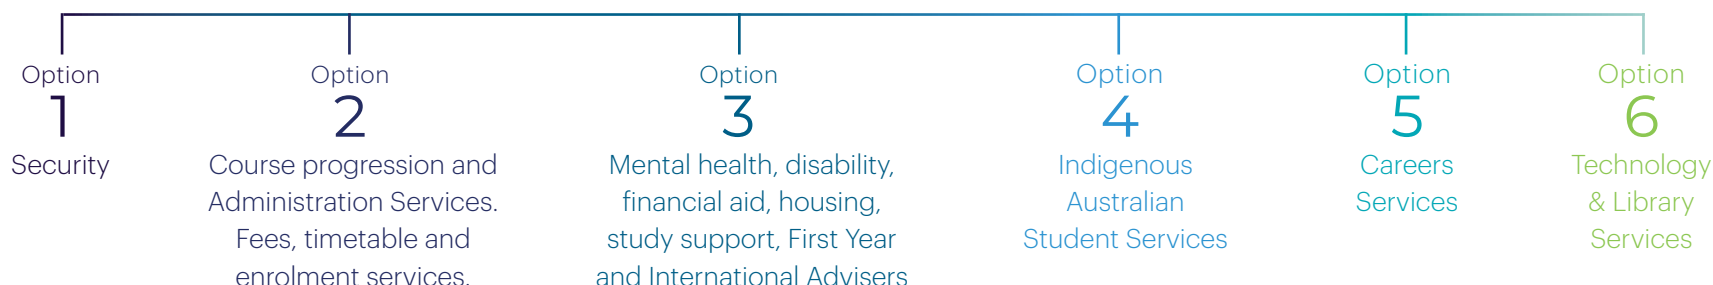 Option
1
Security
Option
2
Course progression and
Administration Services.
Fees, timetable and
enrolment services.
Option
3
Mental health, disability,
financial aid, housing,
study support, First Year
and International Advisers
Option
4
Indigenous
Australian
Student Services
Option
5
Careers
Services
Option
6
Technology
& Library
Services